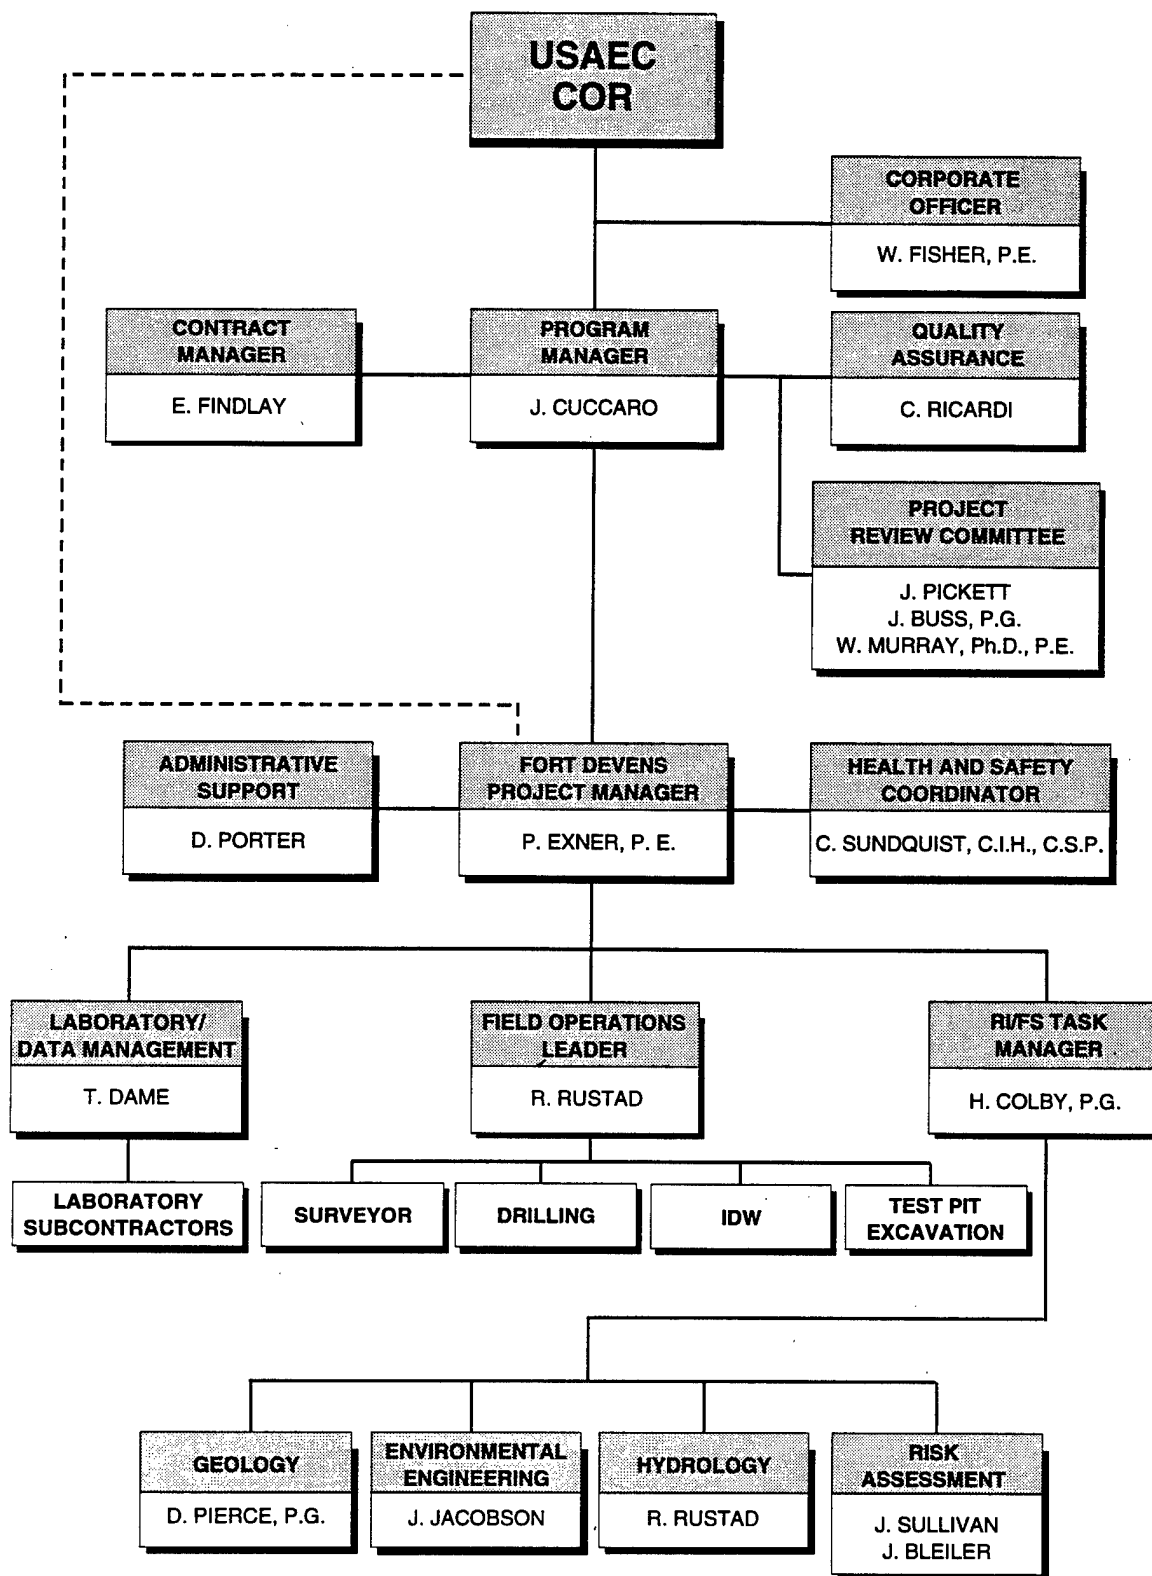 USAEC
COR
CORPORATE
OFFICER
W. FISHER, P.E.
CONTRACT
MANAGER
E. FINDLAY
PROGRAM
MANAGER
J. CUCCARO
QUALITY
ASSURANCE
C. RICARDI
PROJECT
REVIEW COMMITTEE
J. PICKETT
J. BUSS, P.G.
W. MURRAY, Ph.D., P.E.
ADMINISTRATIVE
SUPPORT
D. PORTER
FORT DEVENS
PROJECT MANAGER
P. EXNER, P. E.
HEALTH AND SAFETY
COORDINATOR
C. SUNDQUIST, C.I.H., C.S.P.
LABORATORY/
DATA MANAGEMENT
T. DAME
FIELD OPERATIONS
LEADER
R. RUSTAD
RI/FS TASK
MANAGER
H. COLBY, P.G.
LABORATORY
SUBCONTRACTORS
SURVEYOR
DRILLING
IDW
TEST PIT
EXCAVATION
GEOLOGY
D. PIERCE, P.G.
ENVIRONMENTAL
ENGINEERING
J. JACOBSON
HYDROLOGY
R. RUSTAD
RISK
ASSESSMENT
J. SULLIVAN
J. BLEILER